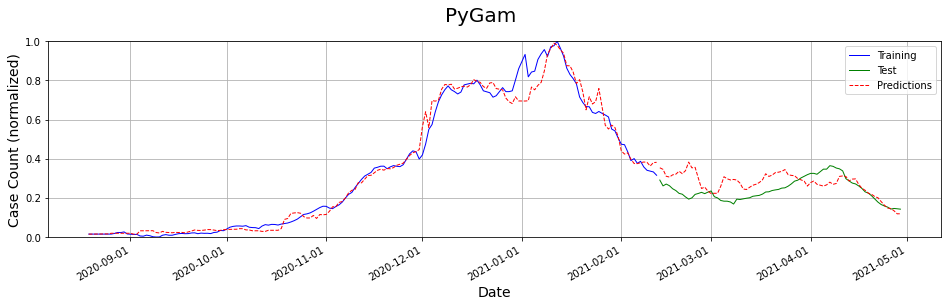 PyGam
Case Count (normalized)
1.0
0.8
0.6
0.4
0.2
0.0
Training
Test
Predictions
2020-09-01
2020-10-01
2020-11-01
2020-12-01
2021-01-01
2021-02-01
2021-03-01
2021-04-01
2021-05-01
Date